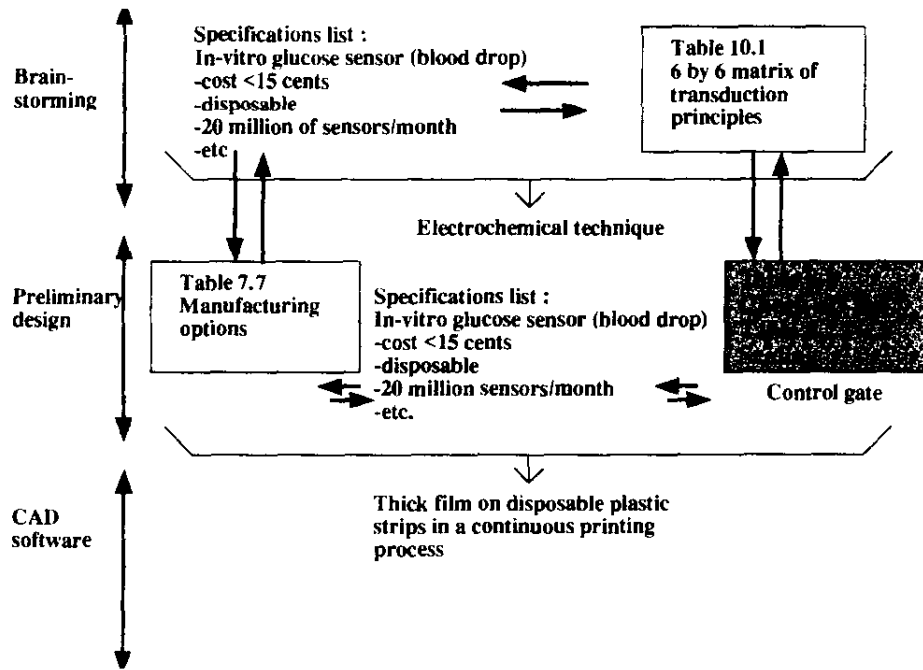 Brain-
storming
Specifications list :
In-vitro glucose sensor (blood drop)
-cost <15 cents
-disposable
-20 million of sensors/month
-etc
Table 10.1
6 by 6 matrix of
transduction
principles
Electrochemical technique
Preliminary
design
Table 7.7
Manufacturing
options
Specifications list :
In-vitro glucose sensor (blood drop)
-cost <15 cents
-disposable
-20 million sensors/month
-etc.
Control gate
CAD
software
Thick film on disposable plastic
strips in a continuous printing
process